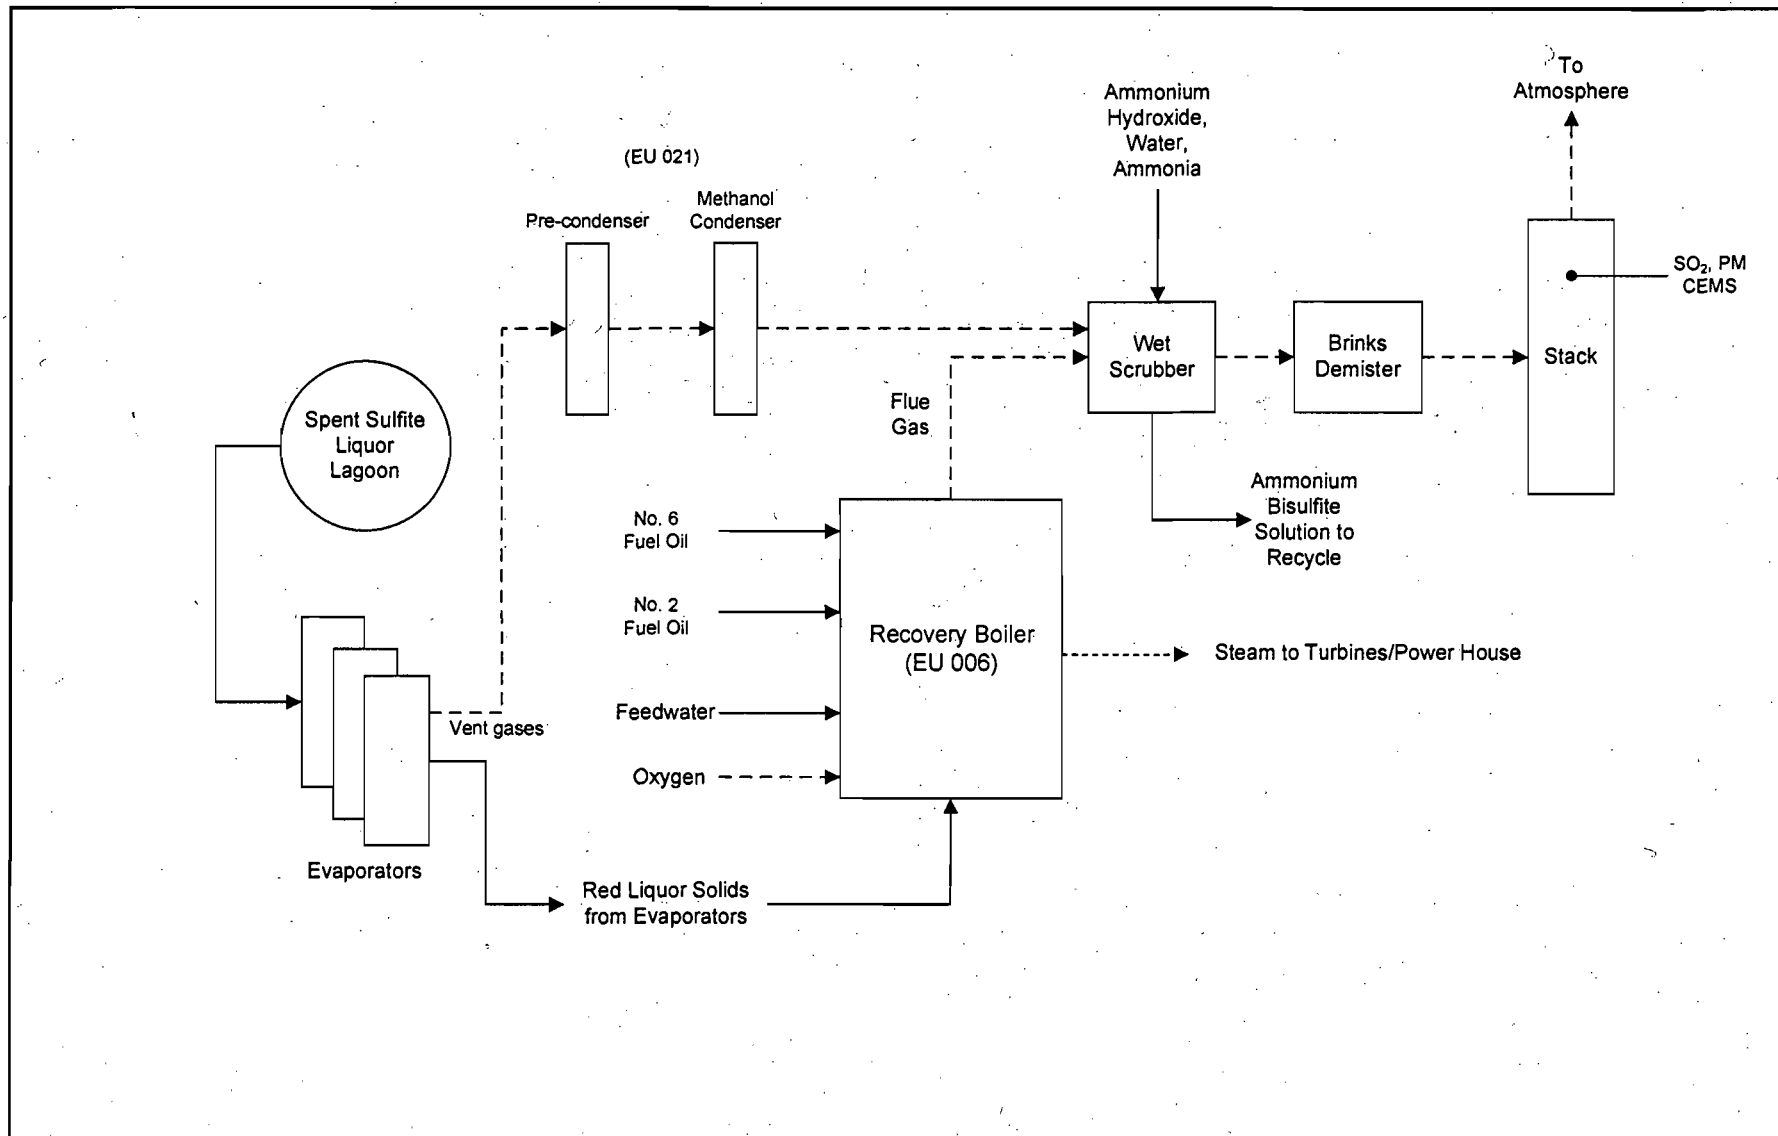 To
Atmosphere
Ammonium
Hydroxide,
Water,
Ammonia
(EU 021)
Pre-condenser
Methanol
Condenser
SO₂, PM
CEMS
Wet
Scrubber
Brinks
Demister
Stack
Flue
Gas
Spent Sulfite
Liquor
Lagoon
Ammonium
Bisulfite
Solution to
Recycle
No. 6
Fuel Oil
No. 2
Fuel Oil
Recovery Boiler
(EU 006)
Steam to Turbines/Power House
Feedwater
Vent gases
Oxygen
Evaporators
Red Liquor Solids
from Evaporators